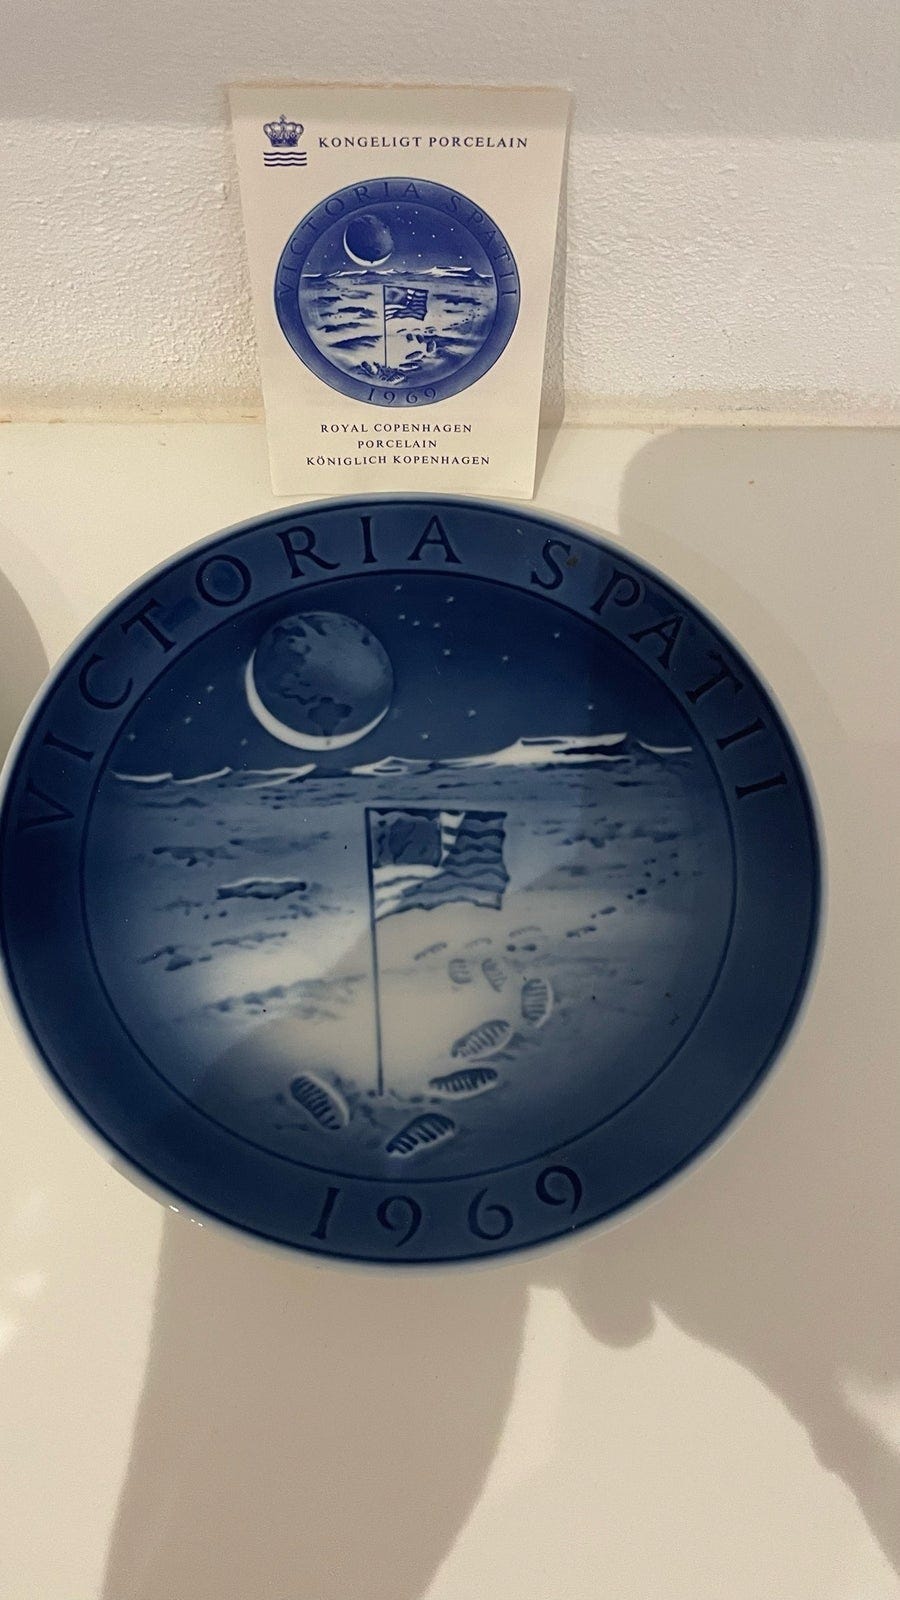 KONGELIGT PORCELAIN
VICTORIA SPATII
1969
ROYAL COPENHAGEN
PORCELAIN
KÖNIGLICH KOPENHAGEN
VICTORIA SPATII
1969